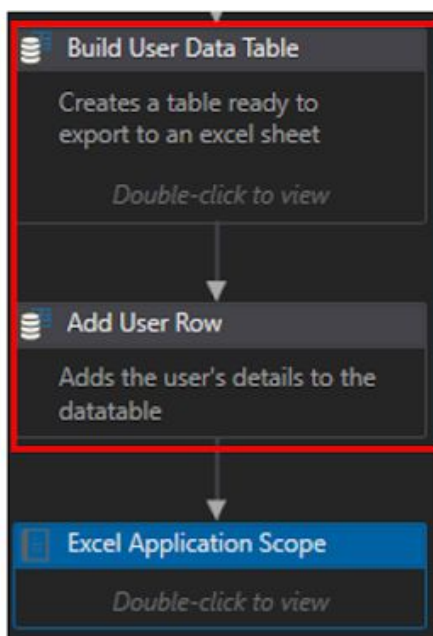 Build User Data Table
Creates a table ready to
export to an excel sheet
Double-click to view
Add User Row
Adds the user's details to the
datatable
Excel Application Scope
Double-click to view